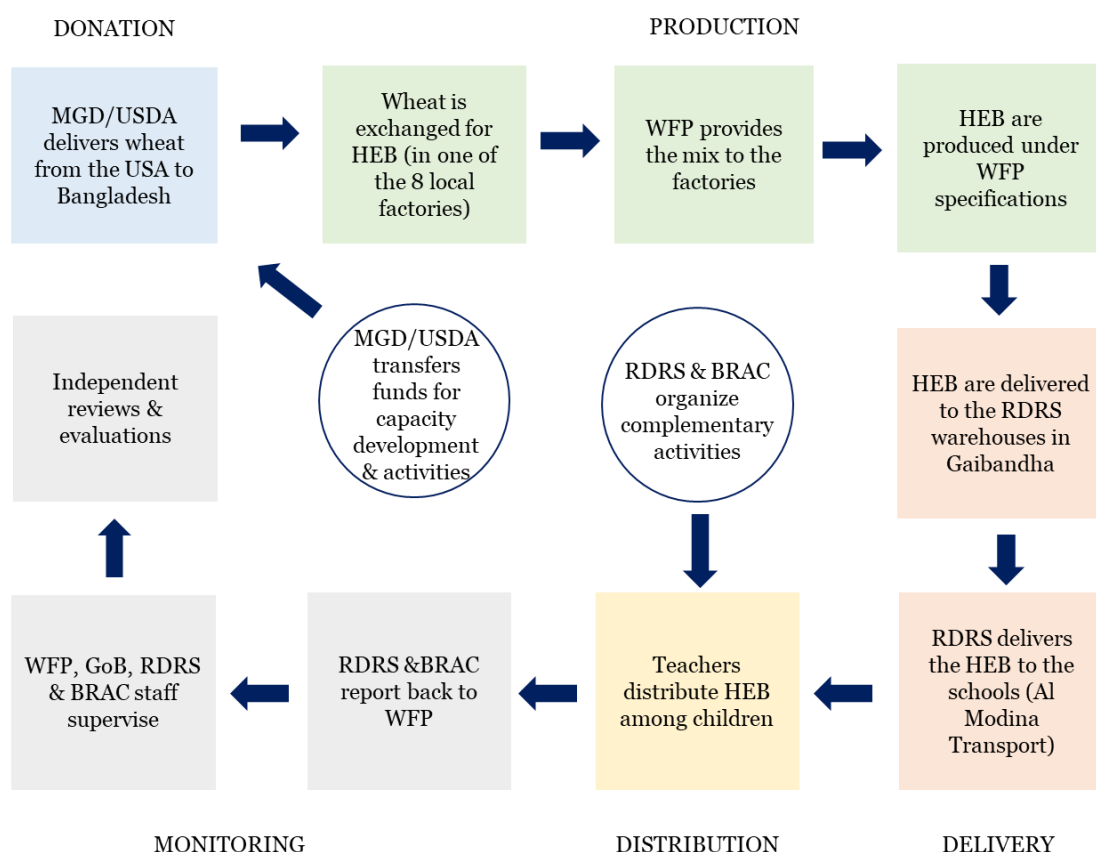 DONATION
PRODUCTION
MGD/USDA
delivers wheat
from the USA to
Bangladesh
Wheat is
exchanged for
HEB (in one of
the 8 local
factories)
WFP provides
the mix to the
factories
HEB are
produced under
WFP
specifications
Independent
reviews &
evaluations
MGD/USDA
transfers
funds for
capacity
development
& activities
RDRS & BRAC
organize
complementary
activities
HEB are delivered
to the RDRS
warehouses in
Gaibandha
WFP, GoB, RDRS
& BRAC staff
supervise
RDRS &BRAC
report back to
WFP
Teachers
distribute HEB
among children
RDRS delivers
the HEB to the
schools (Al
Modina
Transport)
MONITORING
DISTRIBUTION
DELIVERY